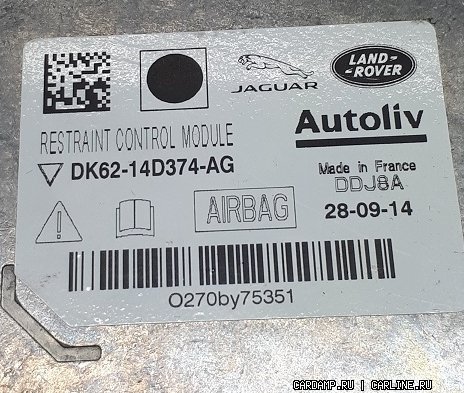 JAGUAR
LAND-
-ROVER
RESTRAINT CONTROL MODULE
Autoliv
DK62-14D374-AG
Made in France
DDJ8A
AIRBAG
28-09-14
O270by75351
CARDAMP.RU | CARLINE.RU